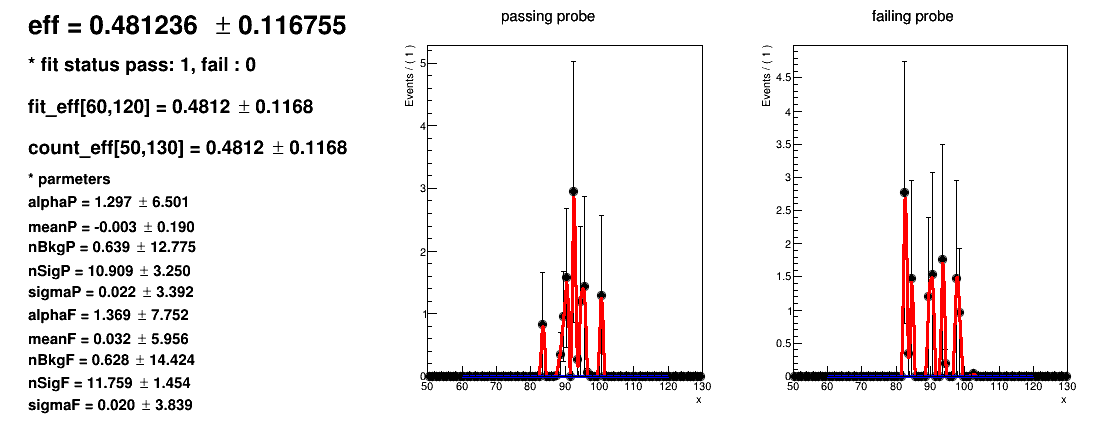 eff = 0.481236 ± 0.116755
* fit status pass: 1, fail : 0
fit_eff[60,120] = 0.4812 ± 0.1168
count_eff[50,130] = 0.4812 ± 0.1168
* parmeters
alphaP = 1.297 ± 6.501
meanP = -0.003 ± 0.190
nBkgP = 0.639 ± 12.775
nSigP = 10.909 ± 3.250
sigmaP = 0.022 ± 3.392
alphaF = 1.369 ± 7.752
meanF = 0.032 ± 5.956
nBkgF = 0.628 ± 14.424
nSigF = 11.759 ± 1.454
sigmaF = 0.020 ± 3.839
passing probe
Events / ( 1 )
5
4
3
2
1
0
50 60 70 80 90 100 110 120 130
x
failing probe
Events / ( 1 )
4.5
4
3.5
3
2.5
2
1.5
1
0.5
0
50 60 70 80 90 100 110 120 130
x